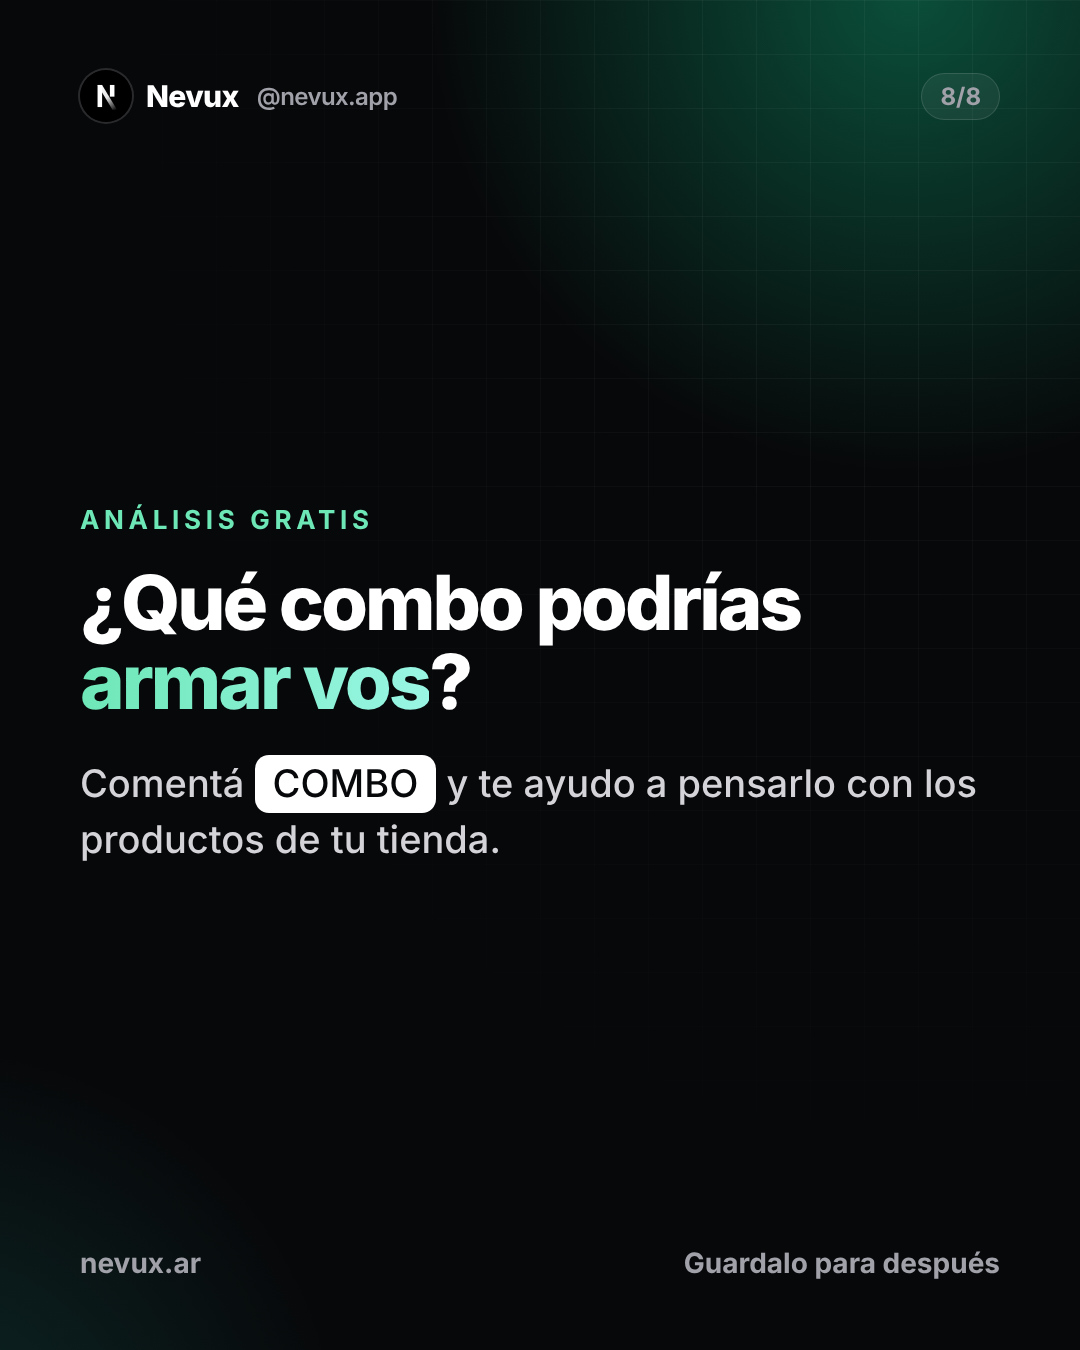 N Nevux @nevux.app 8/8
ANÁLISIS GRATIS
¿Qué combo podrías
armar vos?
Comentá COMBO y te ayudo a pensarlo con los
productos de tu tienda.
nevux.ar Guardalo para después